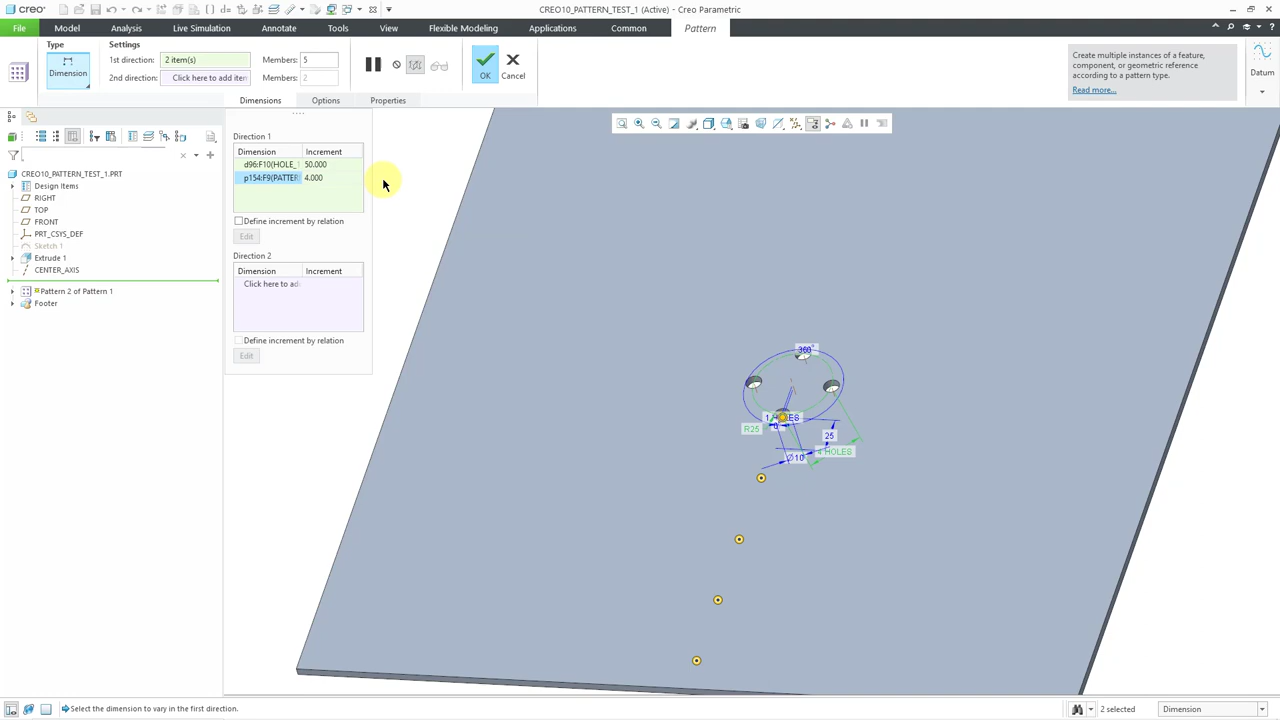 creo®
CREO10_PATTERN_TEST_1 (Active) - Creo Parametric
File Model Analysis Live Simulation Annotate Tools View Flexible Modeling Applications Common Pattern
Type Settings
1st direction: 2 item(s) Members: 5
2nd direction: Click here to add item Members: 2
Dimension
OK Cancel
Create multiple instances of a feature, component, or geometric reference according to a pattern type.
Read more...
Datum
Dimensions Options Properties
Direction 1
Dimension Increment
d96:F10(HOLE_ 50.000
p154:F9(PATTER 4.000
Define increment by relation
Edit
Direction 2
Dimension Increment
Click here to add
Define increment by relation
Edit
CREO10_PATTERN_TEST_1.PRT
Design Items
RIGHT
TOP
FRONT
PRT_CSYS_DEF
Sketch 1
Extrude 1
CENTER_AXIS
Pattern 2 of Pattern 1
Footer
360°
R25
25
4 HOLES
Ø10
Select the dimension to vary in the first direction.
2 selected
Dimension